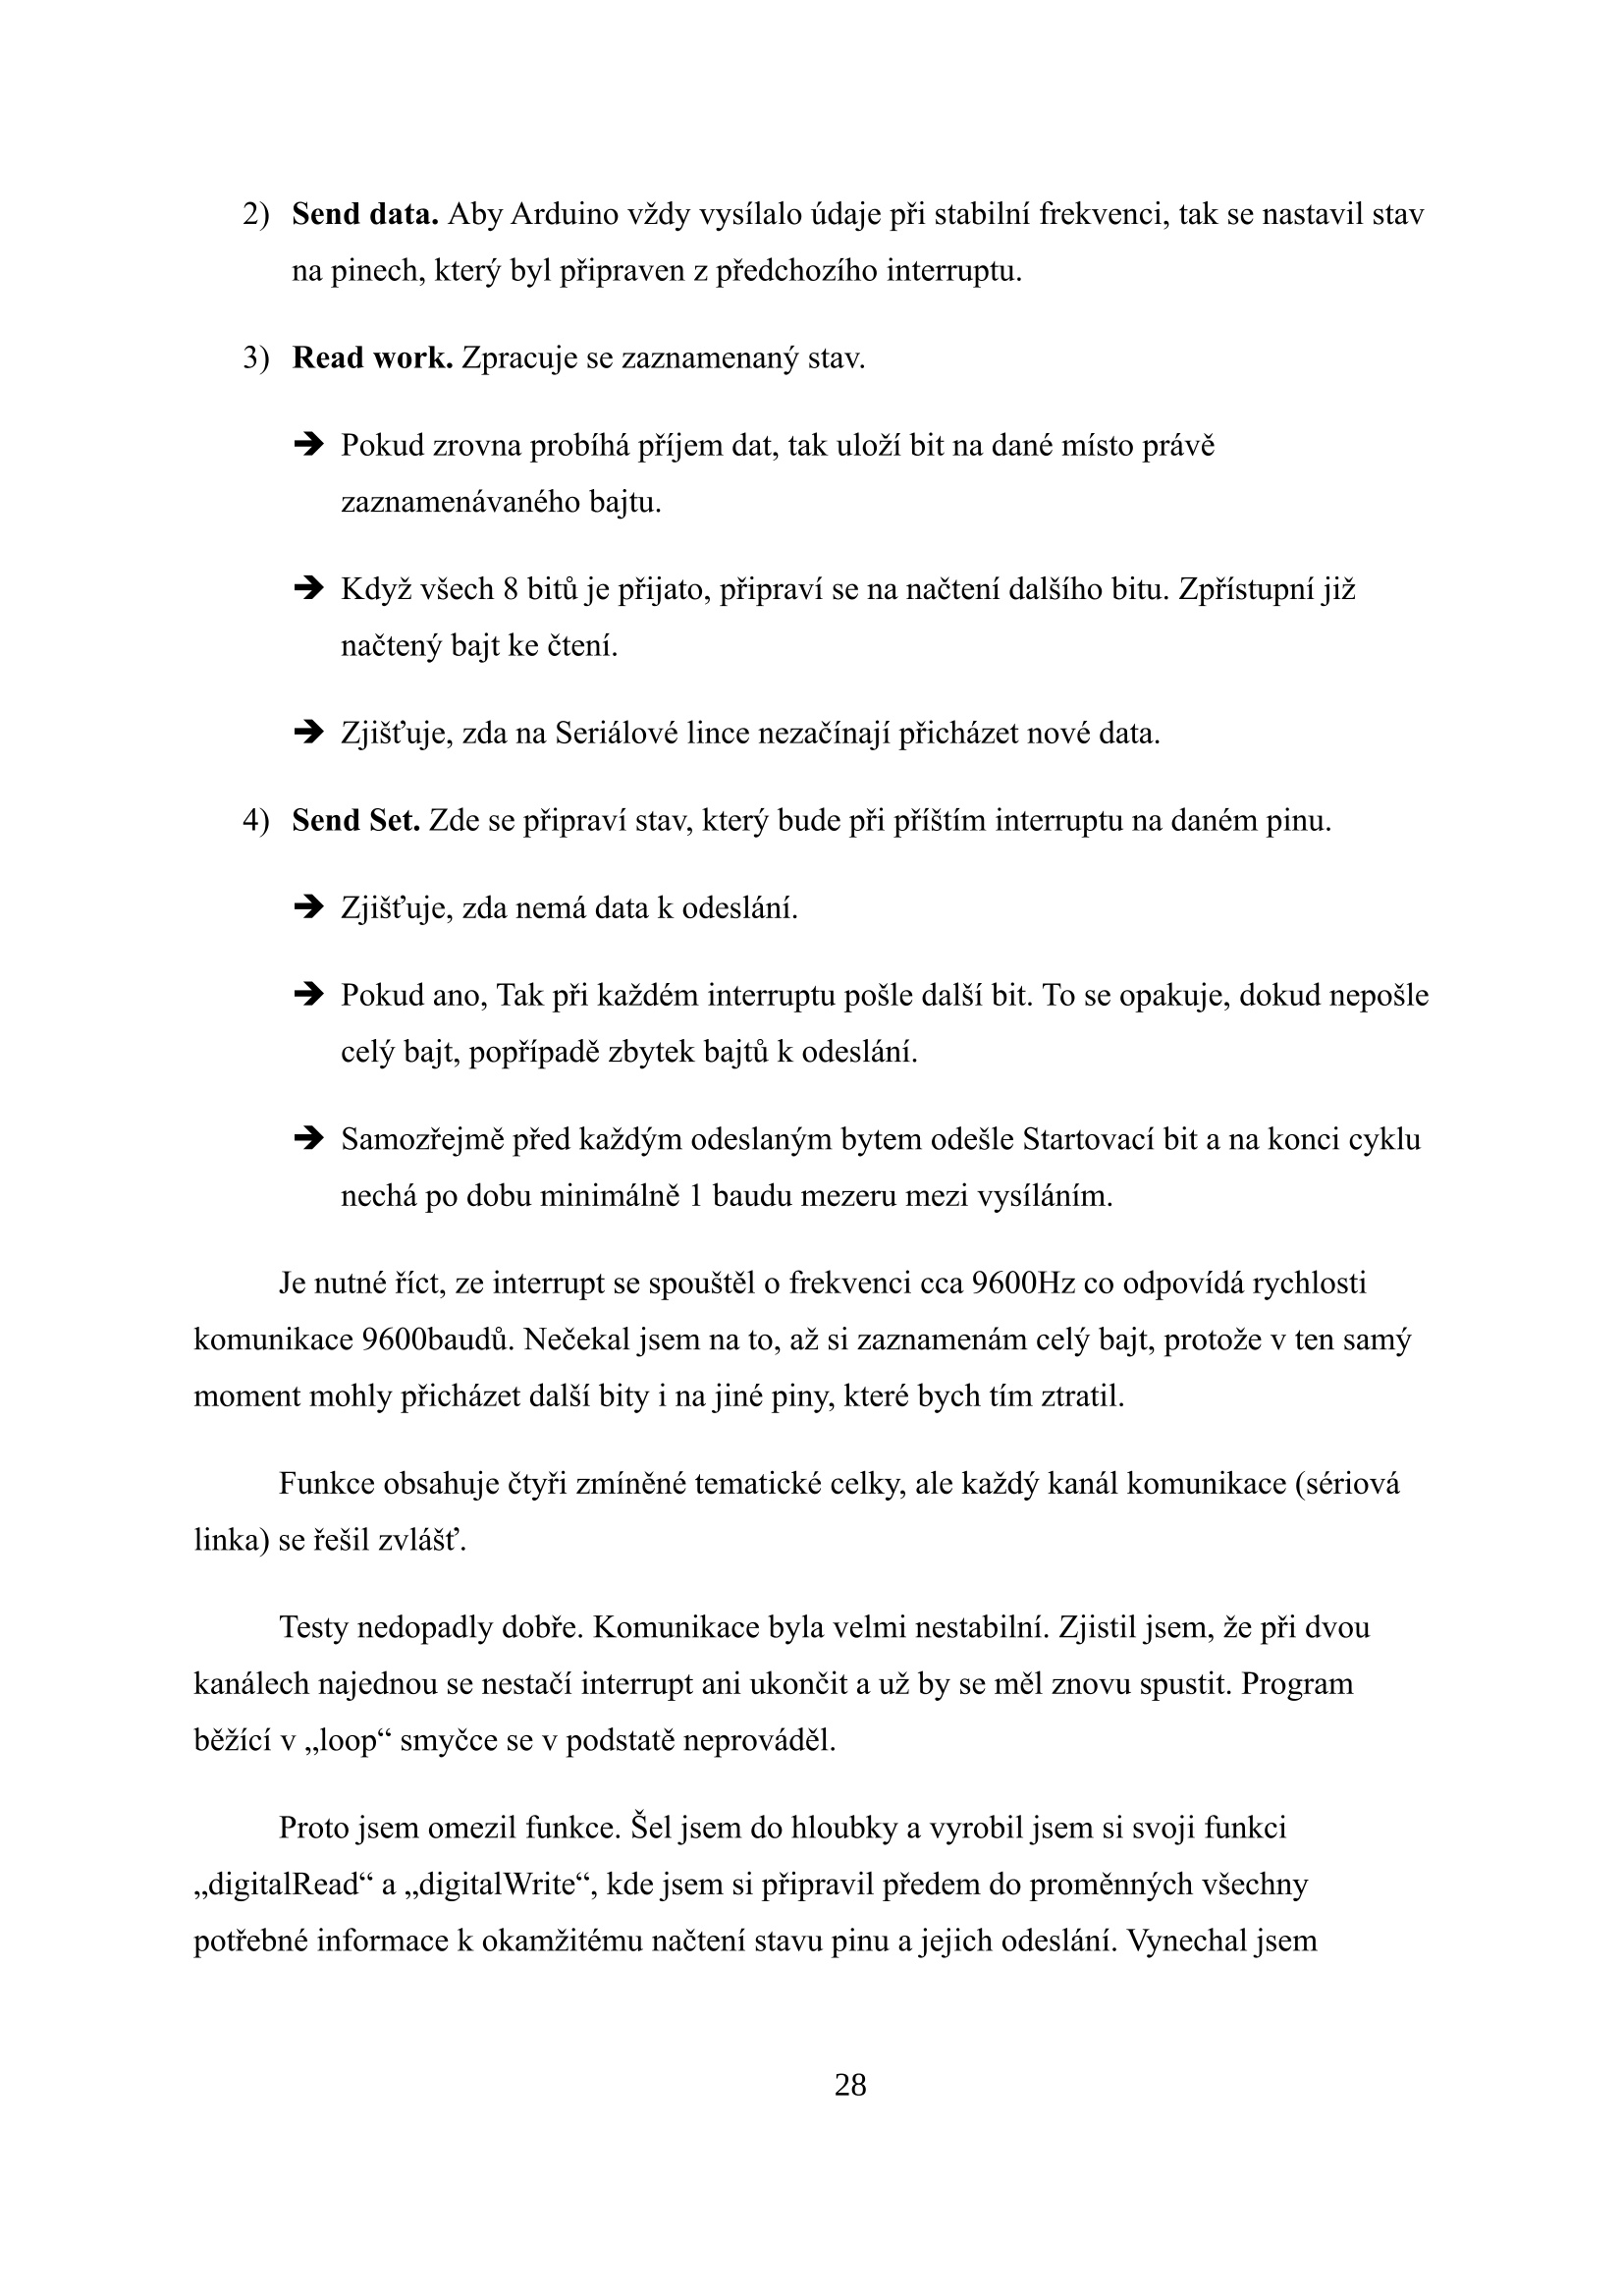 2) Send data. Aby Arduino vždy vysílalo údaje při stabilní frekvenci, tak se nastavil stav
na pinech, který byl připraven z předchozího interruptu.
3) Read work. Zpracuje se zaznamenaný stav.
➔ Pokud zrovna probíhá příjem dat, tak uloží bit na dané místo právě
zaznamenávaného bajtu.
➔ Když všech 8 bitů je přijato, připraví se na načtení dalšího bitu. Zpřístupní již
načtený bajt ke čtení.
➔ Zjišťuje, zda na Seriálové lince nezačínají přicházet nové data.
4) Send Set. Zde se připraví stav, který bude při příštím interruptu na daném pinu.
➔ Zjišťuje, zda nemá data k odeslání.
➔ Pokud ano, Tak při každém interruptu pošle další bit. To se opakuje, dokud nepošle
celý bajt, popřípadě zbytek bajtů k odeslání.
➔ Samozřejmě před každým odeslaným bytem odešle Startovací bit a na konci cyklu
nechá po dobu minimálně 1 baudu mezeru mezi vysíláním.
Je nutné říct, ze interrupt se spouštěl o frekvenci cca 9600Hz co odpovídá rychlosti
komunikace 9600baudů. Nečekal jsem na to, až si zaznamenám celý bajt, protože v ten samý
moment mohly přicházet další bity i na jiné piny, které bych tím ztratil.
Funkce obsahuje čtyři zmíněné tematické celky, ale každý kanál komunikace (sériová
linka) se řešil zvlášť.
Testy nedopadly dobře. Komunikace byla velmi nestabilní. Zjistil jsem, že při dvou
kanálech najednou se nestačí interrupt ani ukončit a už by se měl znovu spustit. Program
běžící v „loop“ smyčce se v podstatě neprováděl.
Proto jsem omezil funkce. Šel jsem do hloubky a vyrobil jsem si svoji funkci
„digitalRead“ a „digitalWrite“, kde jsem si připravil předem do proměnných všechny
potřebné informace k okamžitému načtení stavu pinu a jejich odeslání. Vynechal jsem
28